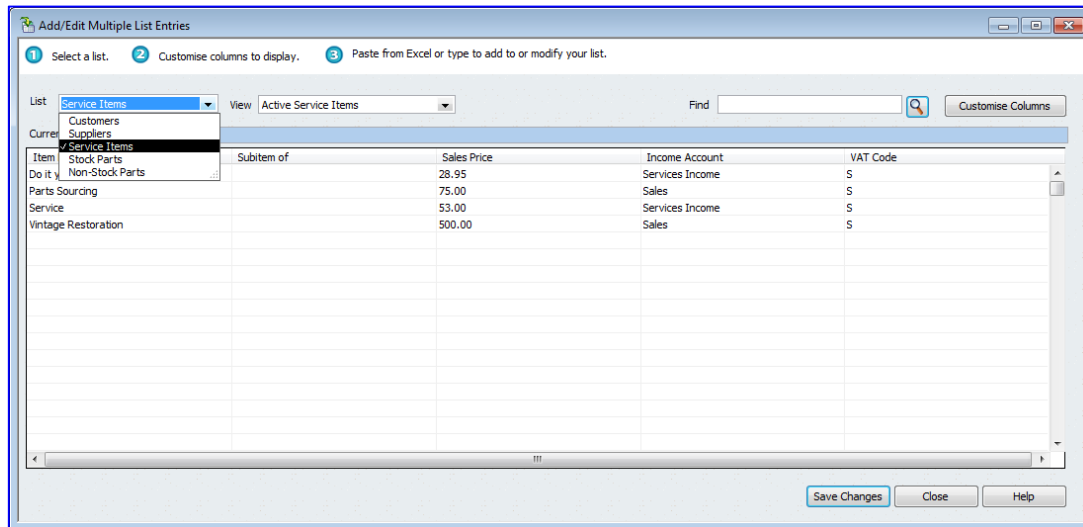 Add/Edit Multiple List Entries
1 Select a list. 2 Customise columns to display. 3 Paste from Excel or type to add to or modify your list.
List Service Items View Active Service Items Find Customise Columns
Customers
Suppliers
✓ Service Items
Stock Parts
Non-Stock Parts
Item Subitem of Sales Price Income Account VAT Code
Do it 28.95 Services Income S
Parts Sourcing 75.00 Sales S
Service 53.00 Services Income S
Vintage Restoration 500.00 Sales S
Save Changes Close Help